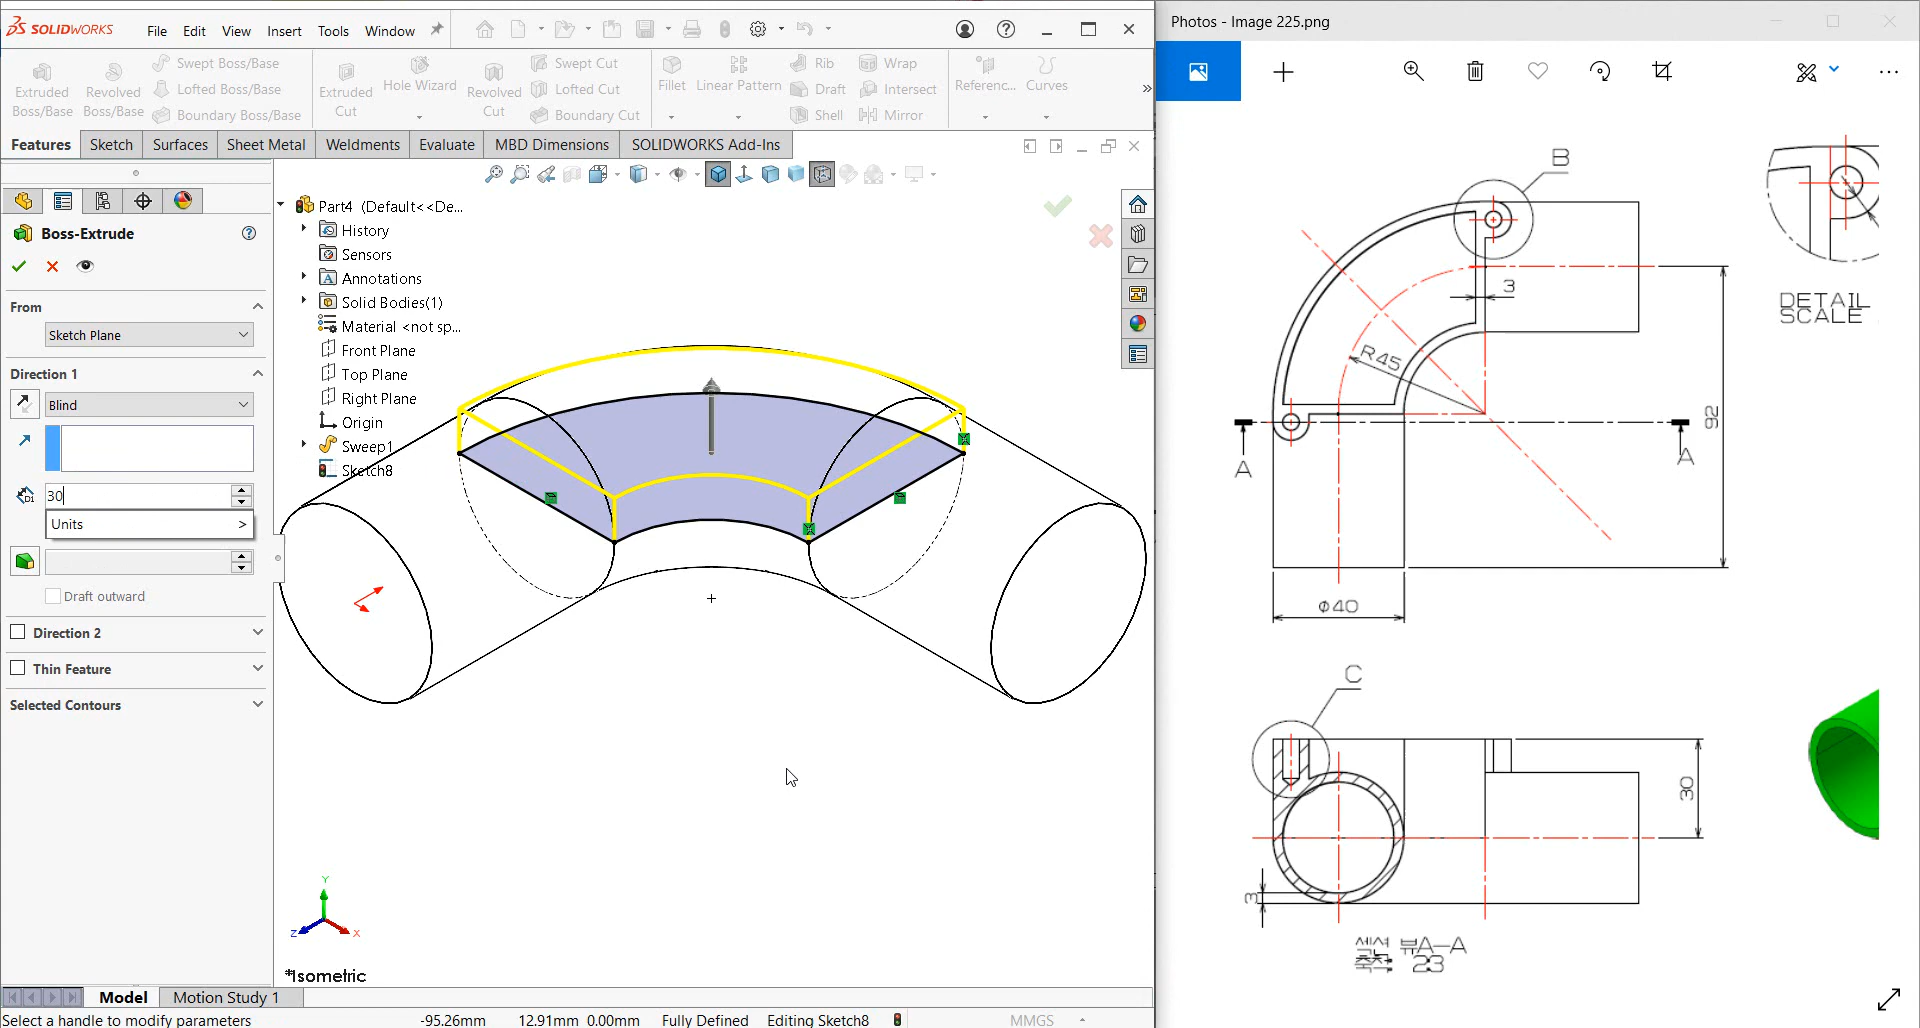 SOLIDWORKS File Edit View Insert Tools Window
Extruded Boss/Base
Revolved Boss/Base
Swept Boss/Base
Lofted Boss/Base
Boundary Boss/Base
Extruded Cut
Hole Wizard
Revolved Cut
Swept Cut
Lofted Cut
Boundary Cut
Fillet
Linear Pattern
Rib
Draft
Shell
Wrap
Intersect
Mirror
Referenc...
Curves
Features Sketch Surfaces Sheet Metal Weldments Evaluate MBD Dimensions SOLIDWORKS Add-Ins
Boss-Extrude
From
Sketch Plane
Direction 1
Blind
D1
30
Units >
Draft outward
Direction 2
Thin Feature
Selected Contours
Part4 (Default<<De...
History
Sensors
Annotations
Solid Bodies(1)
Material <not sp...
Front Plane
Top Plane
Right Plane
Origin
Sweep1
Sketch8
Y
Z
X
*Isometric
Model Motion Study 1
Select a handle to modify parameters -95.26mm 12.91mm 0.00mm Fully Defined Editing Sketch8 MMGS
Photos - Image 225.png
B
DETAIL
SCALE
3
R45
92
A
A
φ40
C
30
3
섹션 뷰A-A